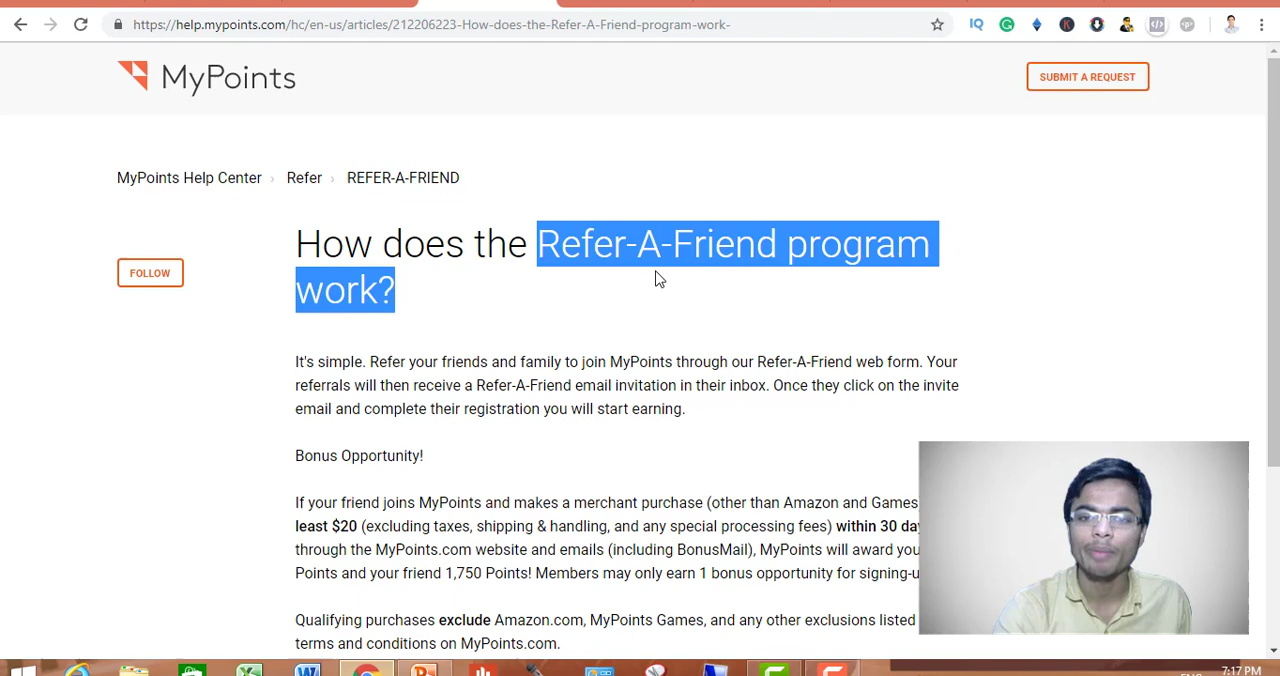 https://help.mypoints.com/hc/en-us/articles/212206223-How-does-the-Refer-A-Friend-program-work-
MyPoints
SUBMIT A REQUEST
MyPoints Help Center › Refer › REFER-A-FRIEND
How does the Refer-A-Friend program
work?
FOLLOW
It's simple. Refer your friends and family to join MyPoints through our Refer-A-Friend web form. Your
referrals will then receive a Refer-A-Friend email invitation in their inbox. Once they click on the invite
email and complete their registration you will start earning.
Bonus Opportunity!
If your friend joins MyPoints and makes a merchant purchase (other than Amazon and Games
least $20 (excluding taxes, shipping & handling, and any special processing fees) within 30
through the MyPoints.com website and emails (including BonusMail), MyPoints will award you
Points and your friend 1,750 Points! Members may only earn 1 bonus opportunity for
Qualifying purchases exclude Amazon.com, MyPoints Games, and any other exclusions listed
terms and conditions on MyPoints.com.
7:17 PM